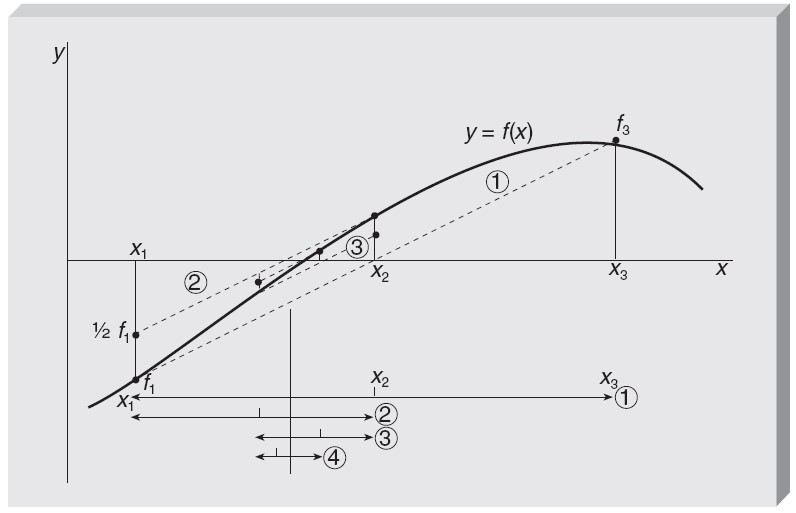 y
y = f(x)
f₃
①
x₁
③
②
x₂
x₃
x
½ f₁
f₁
x₂
x₃
x₁
①
②
③
④